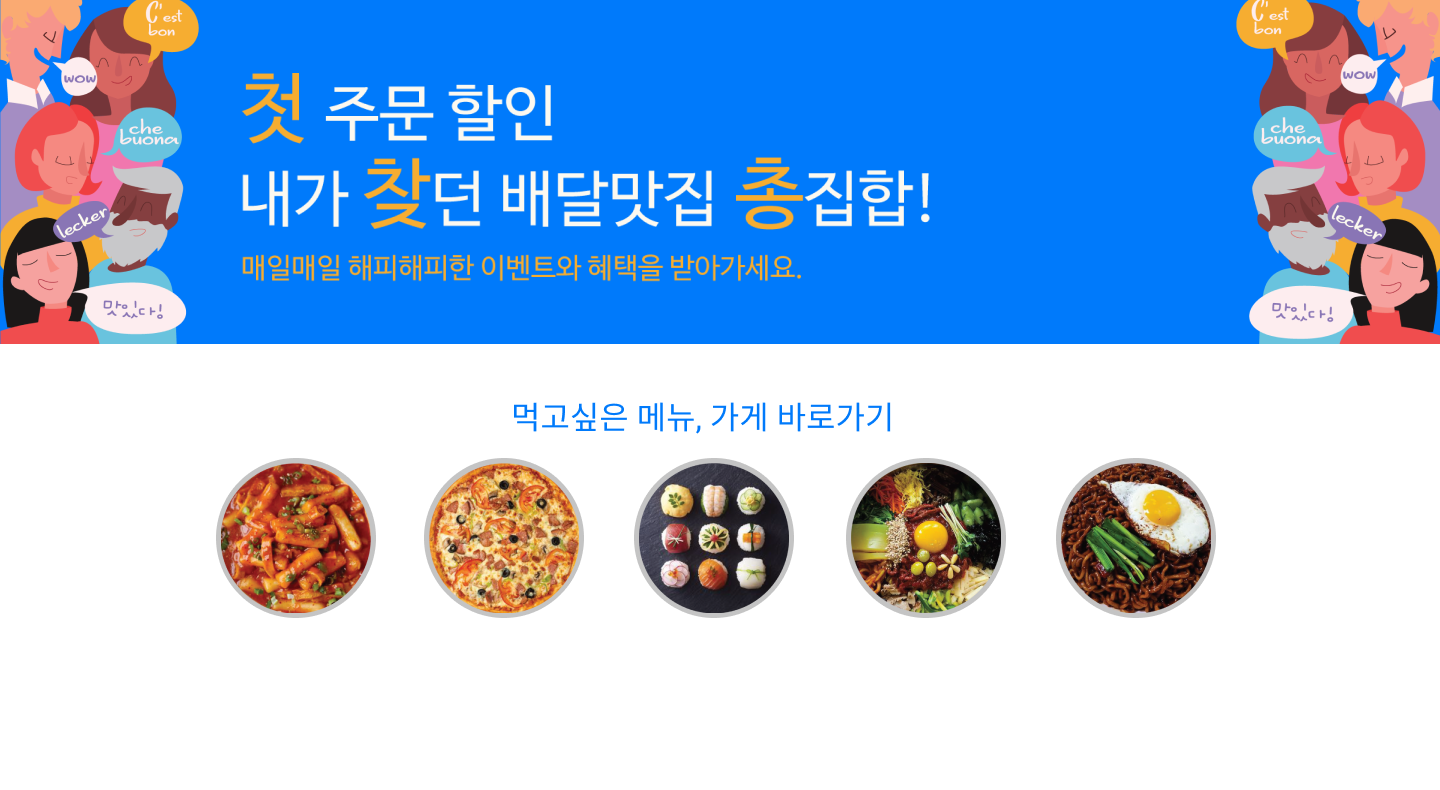 C'est
bon
wow
che
buona
lecker
맛있다!
첫 주문 할인
내가 찾던 배달맛집 총집합!
매일매일 해피해피한 이벤트와 혜택을 받아가세요.
C'est
bon
wow
che
buona
lecker
맛있다!
먹고싶은 메뉴, 가게 바로가기